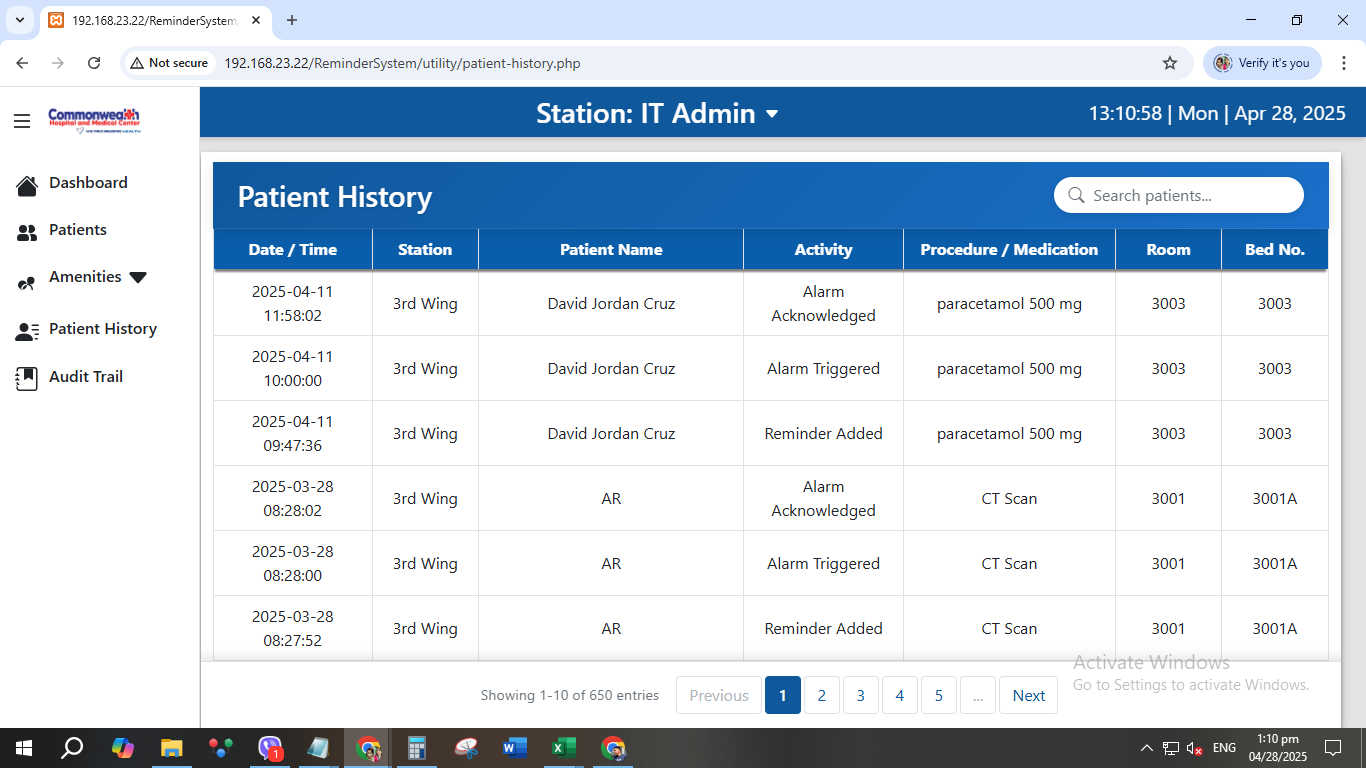 192.168.23.22/ReminderSystem
Not secure
192.168.23.22/ReminderSystem/utility/patient-history.php
Verify it's you
Commonwealth
Hospital and Medical Center
Station: IT Admin
13:10:58 | Mon | Apr 28, 2025
Dashboard
Patients
Amenities
Patient History
Audit Trail
Patient History
Search patients...
Date / Time Station Patient Name Activity Procedure / Medication Room Bed No.
2025-04-11
11:58:02
3rd Wing
David Jordan Cruz
Alarm
Acknowledged
paracetamol 500 mg
3003
3003
2025-04-11
10:00:00
3rd Wing
David Jordan Cruz
Alarm Triggered
paracetamol 500 mg
3003
3003
2025-04-11
09:47:36
3rd Wing
David Jordan Cruz
Reminder Added
paracetamol 500 mg
3003
3003
2025-03-28
08:28:02
3rd Wing
AR
Alarm
Acknowledged
CT Scan
3001
3001A
2025-03-28
08:28:00
3rd Wing
AR
Alarm Triggered
CT Scan
3001
3001A
2025-03-28
08:27:52
3rd Wing
AR
Reminder Added
CT Scan
3001
3001A
Showing 1-10 of 650 entries
Previous 1 2 3 4 5 ... Next
Activate Windows
Go to Settings to activate Windows.
1
ENG
1:10 pm
04/28/2025